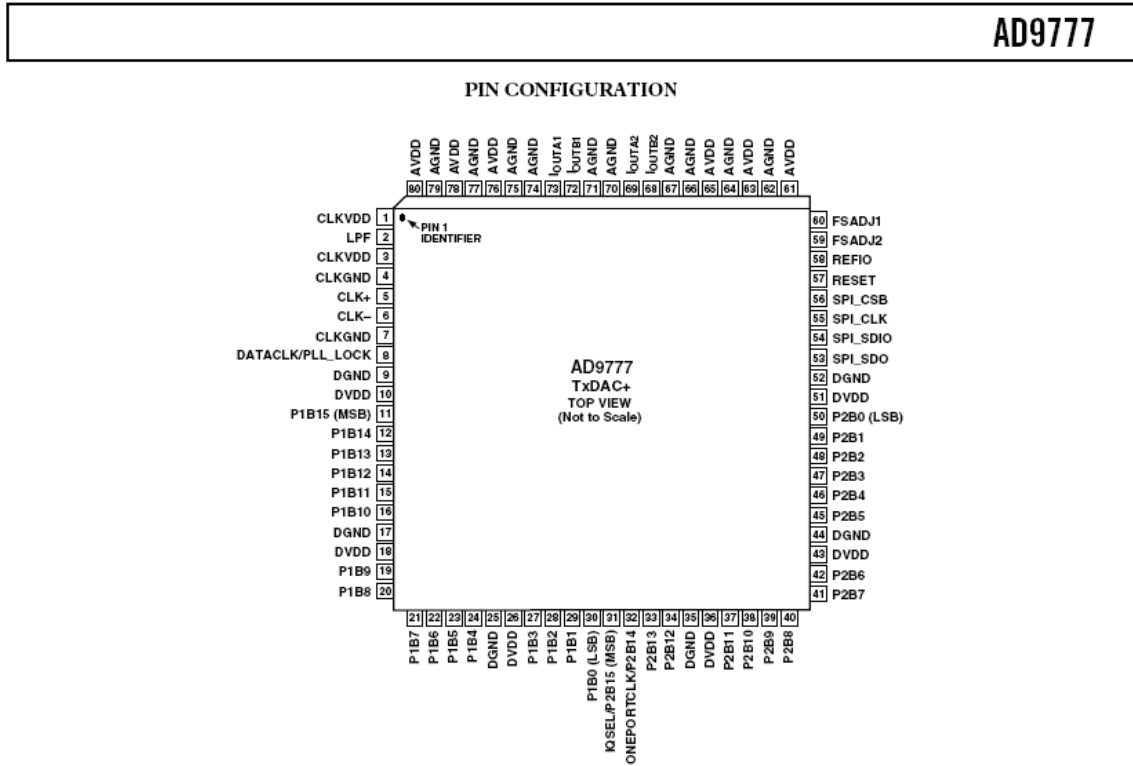 AD9777
PIN CONFIGURATION
80 AVDD
79 AGND
78 AVDD
77 AGND
76 AVDD
75 AGND
74 AGND
73 IOUTA1
72 IOUTB1
71 AGND
70 AGND
69 IOUTA2
68 IOUTB2
67 AGND
66 AGND
65 AVDD
64 AGND
63 AVDD
62 AGND
61 AVDD
CLKVDD 1
LPF 2
CLKVDD 3
CLKGND 4
CLK+ 5
CLK– 6
CLKGND 7
DATACLK/PLL_LOCK 8
DGND 9
DVDD 10
P1B15 (MSB) 11
P1B14 12
P1B13 13
P1B12 14
P1B11 15
P1B10 16
DGND 17
DVDD 18
P1B9 19
P1B8 20
PIN 1
IDENTIFIER
AD9777
TxDAC+
TOP VIEW
(Not to Scale)
60 FSADJ1
59 FSADJ2
58 REFIO
57 RESET
56 SPI_CSB
55 SPI_CLK
54 SPI_SDIO
53 SPI_SDO
52 DGND
51 DVDD
50 P2B0 (LSB)
49 P2B1
48 P2B2
47 P2B3
46 P2B4
45 P2B5
44 DGND
43 DVDD
42 P2B6
41 P2B7
21 P1B7
22 P1B6
23 P1B5
24 P1B4
25 DGND
26 DVDD
27 P1B3
28 P1B2
29 P1B1
30 P1B0 (LSB)
31 IQSEL/P2B15 (MSB)
32 ONEPORTCLK/P2B14
33 P2B13
34 P2B12
35 DGND
36 DVDD
37 P2B11
38 P2B10
39 P2B9
40 P2B8